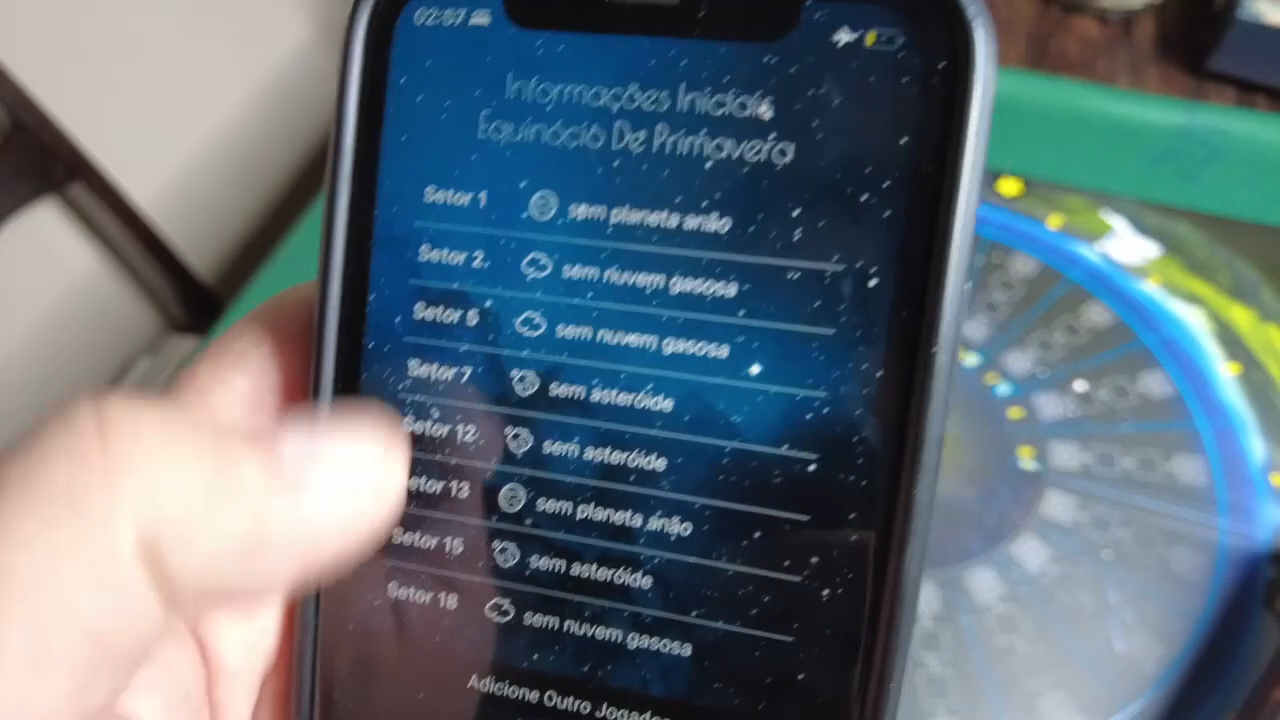 02:57
Informações Iniciais
Equinócio De Primavera
Setor 1 sem planeta anão
Setor 2 sem nuvem gasosa
Setor 5 sem nuvem gasosa
Setor 7 sem asteróide
Setor 12 sem asteróide
etor 13 sem planeta anão
Setor 15 sem asteróide
Setor 18 sem nuvem gasosa
Adicione Outro Jogador